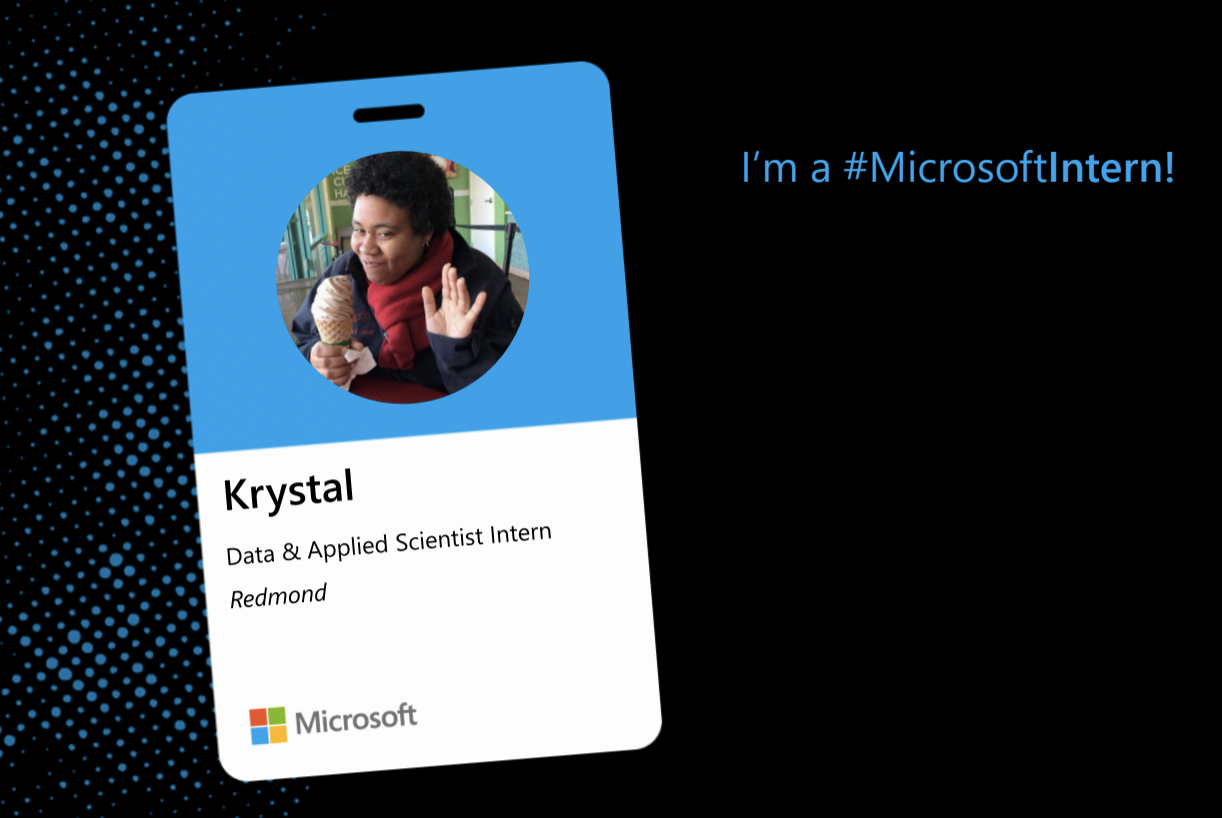 I'm a #MicrosoftIntern!
Krystal
Data & Applied Scientist Intern
Redmond
Microsoft